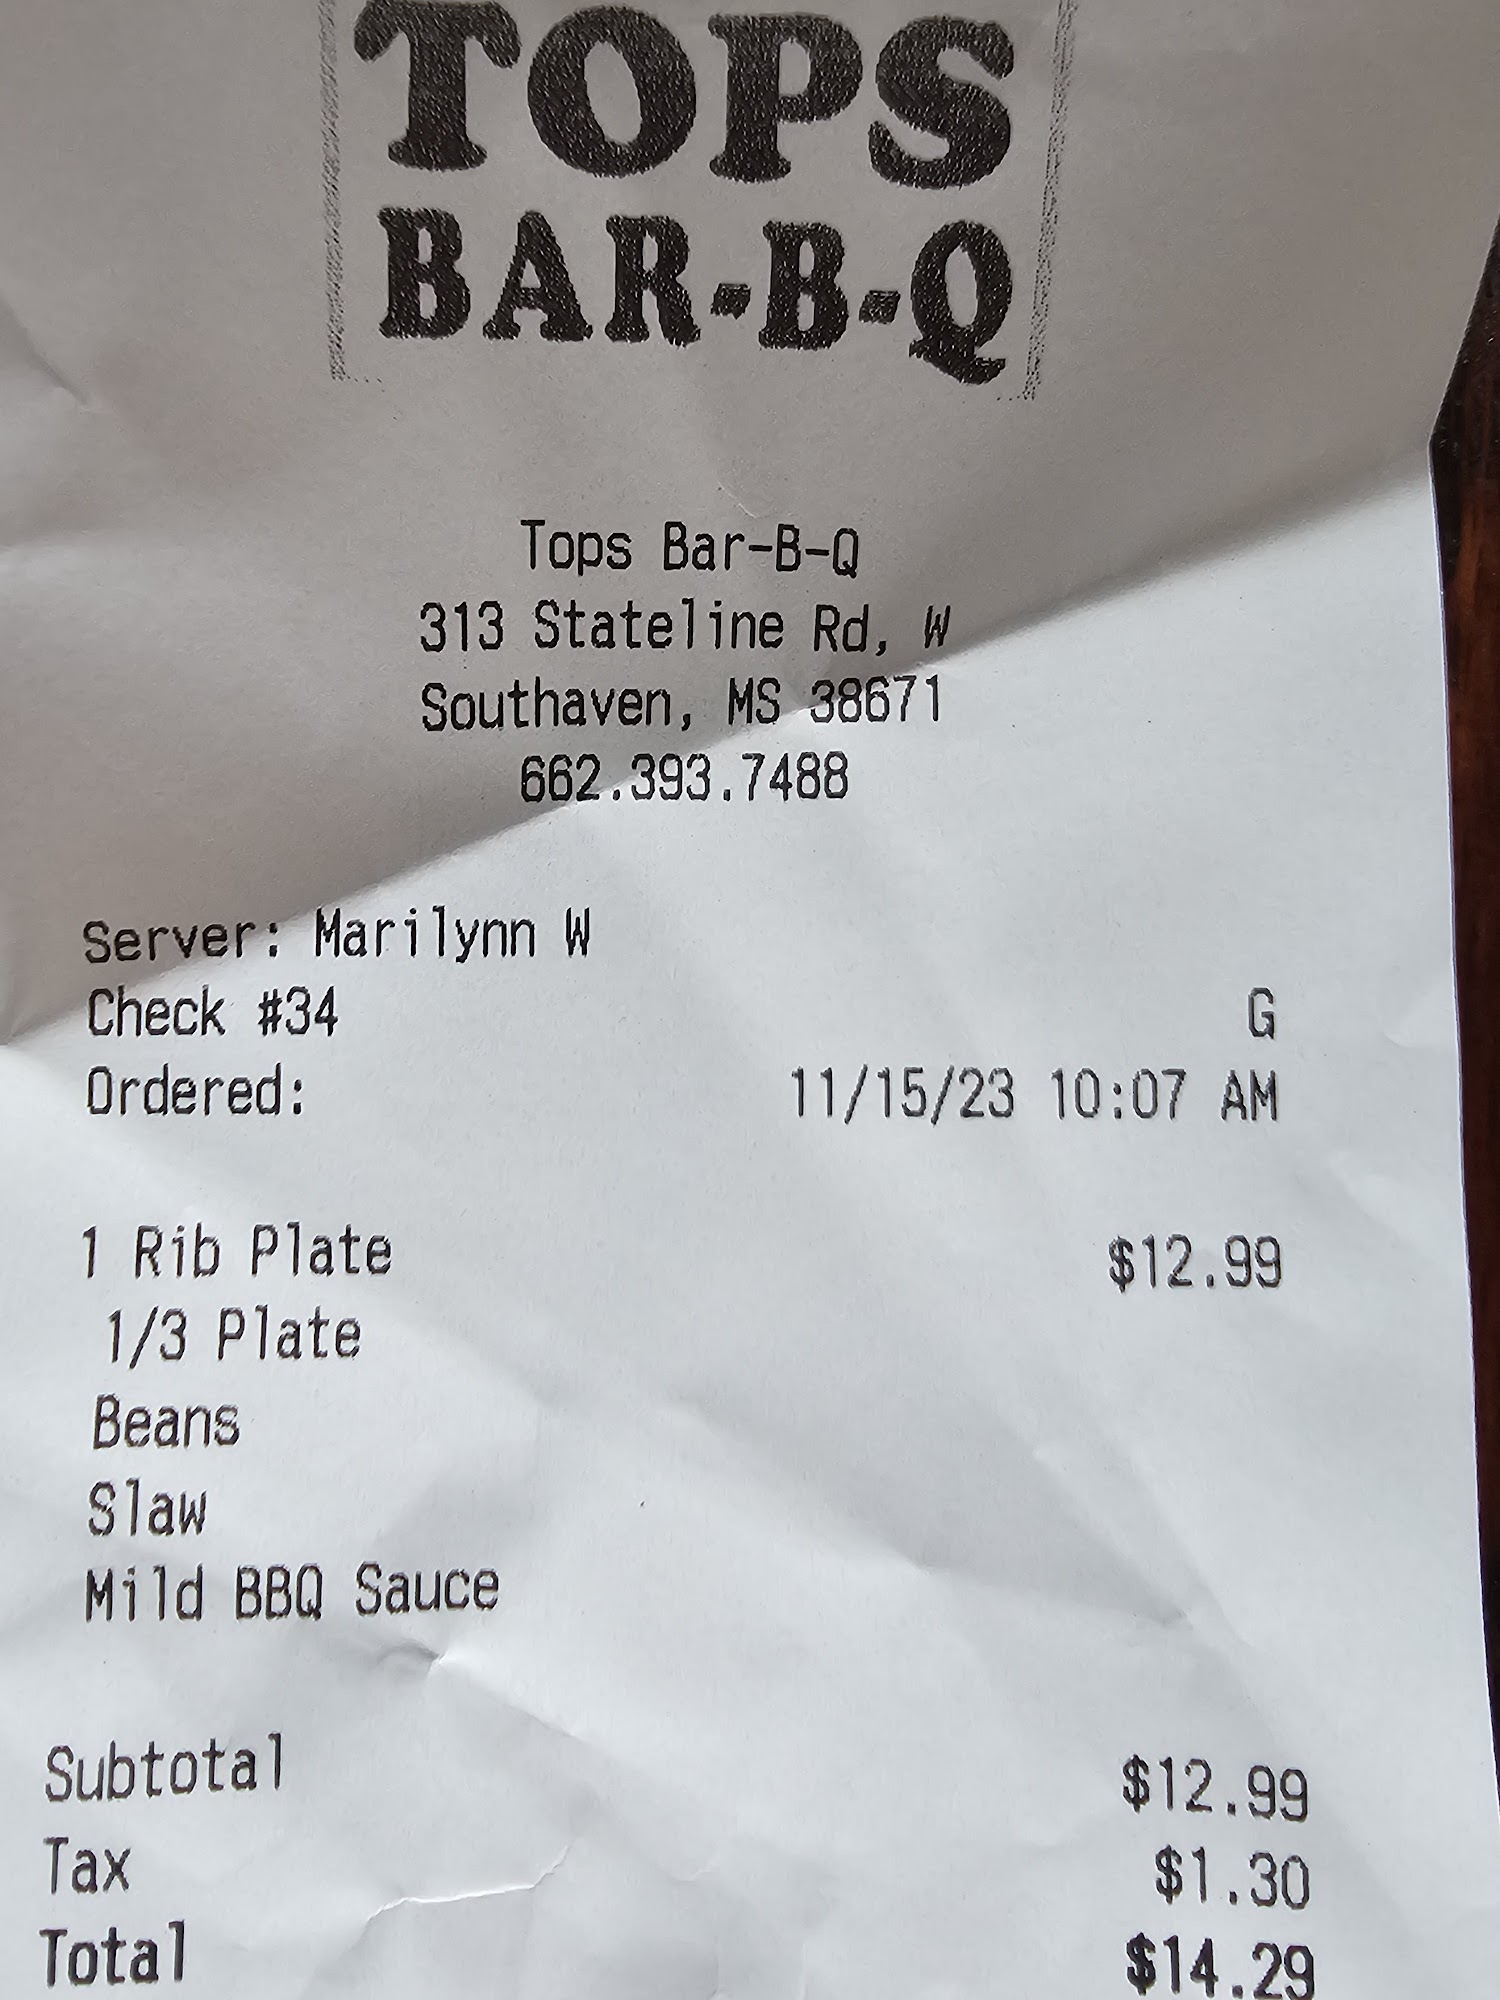 TOPS
BAR-B-Q
Tops Bar-B-Q
313 Stateline Rd, W
Southaven, MS 38671
662.393.7488
Server: Marilynn W
Check #34 G
Ordered: 11/15/23 10:07 AM
1 Rib Plate $12.99
1/3 Plate
Beans
Slaw
Mild BBQ Sauce
Subtotal $12.99
Tax $1.30
Total $14.29